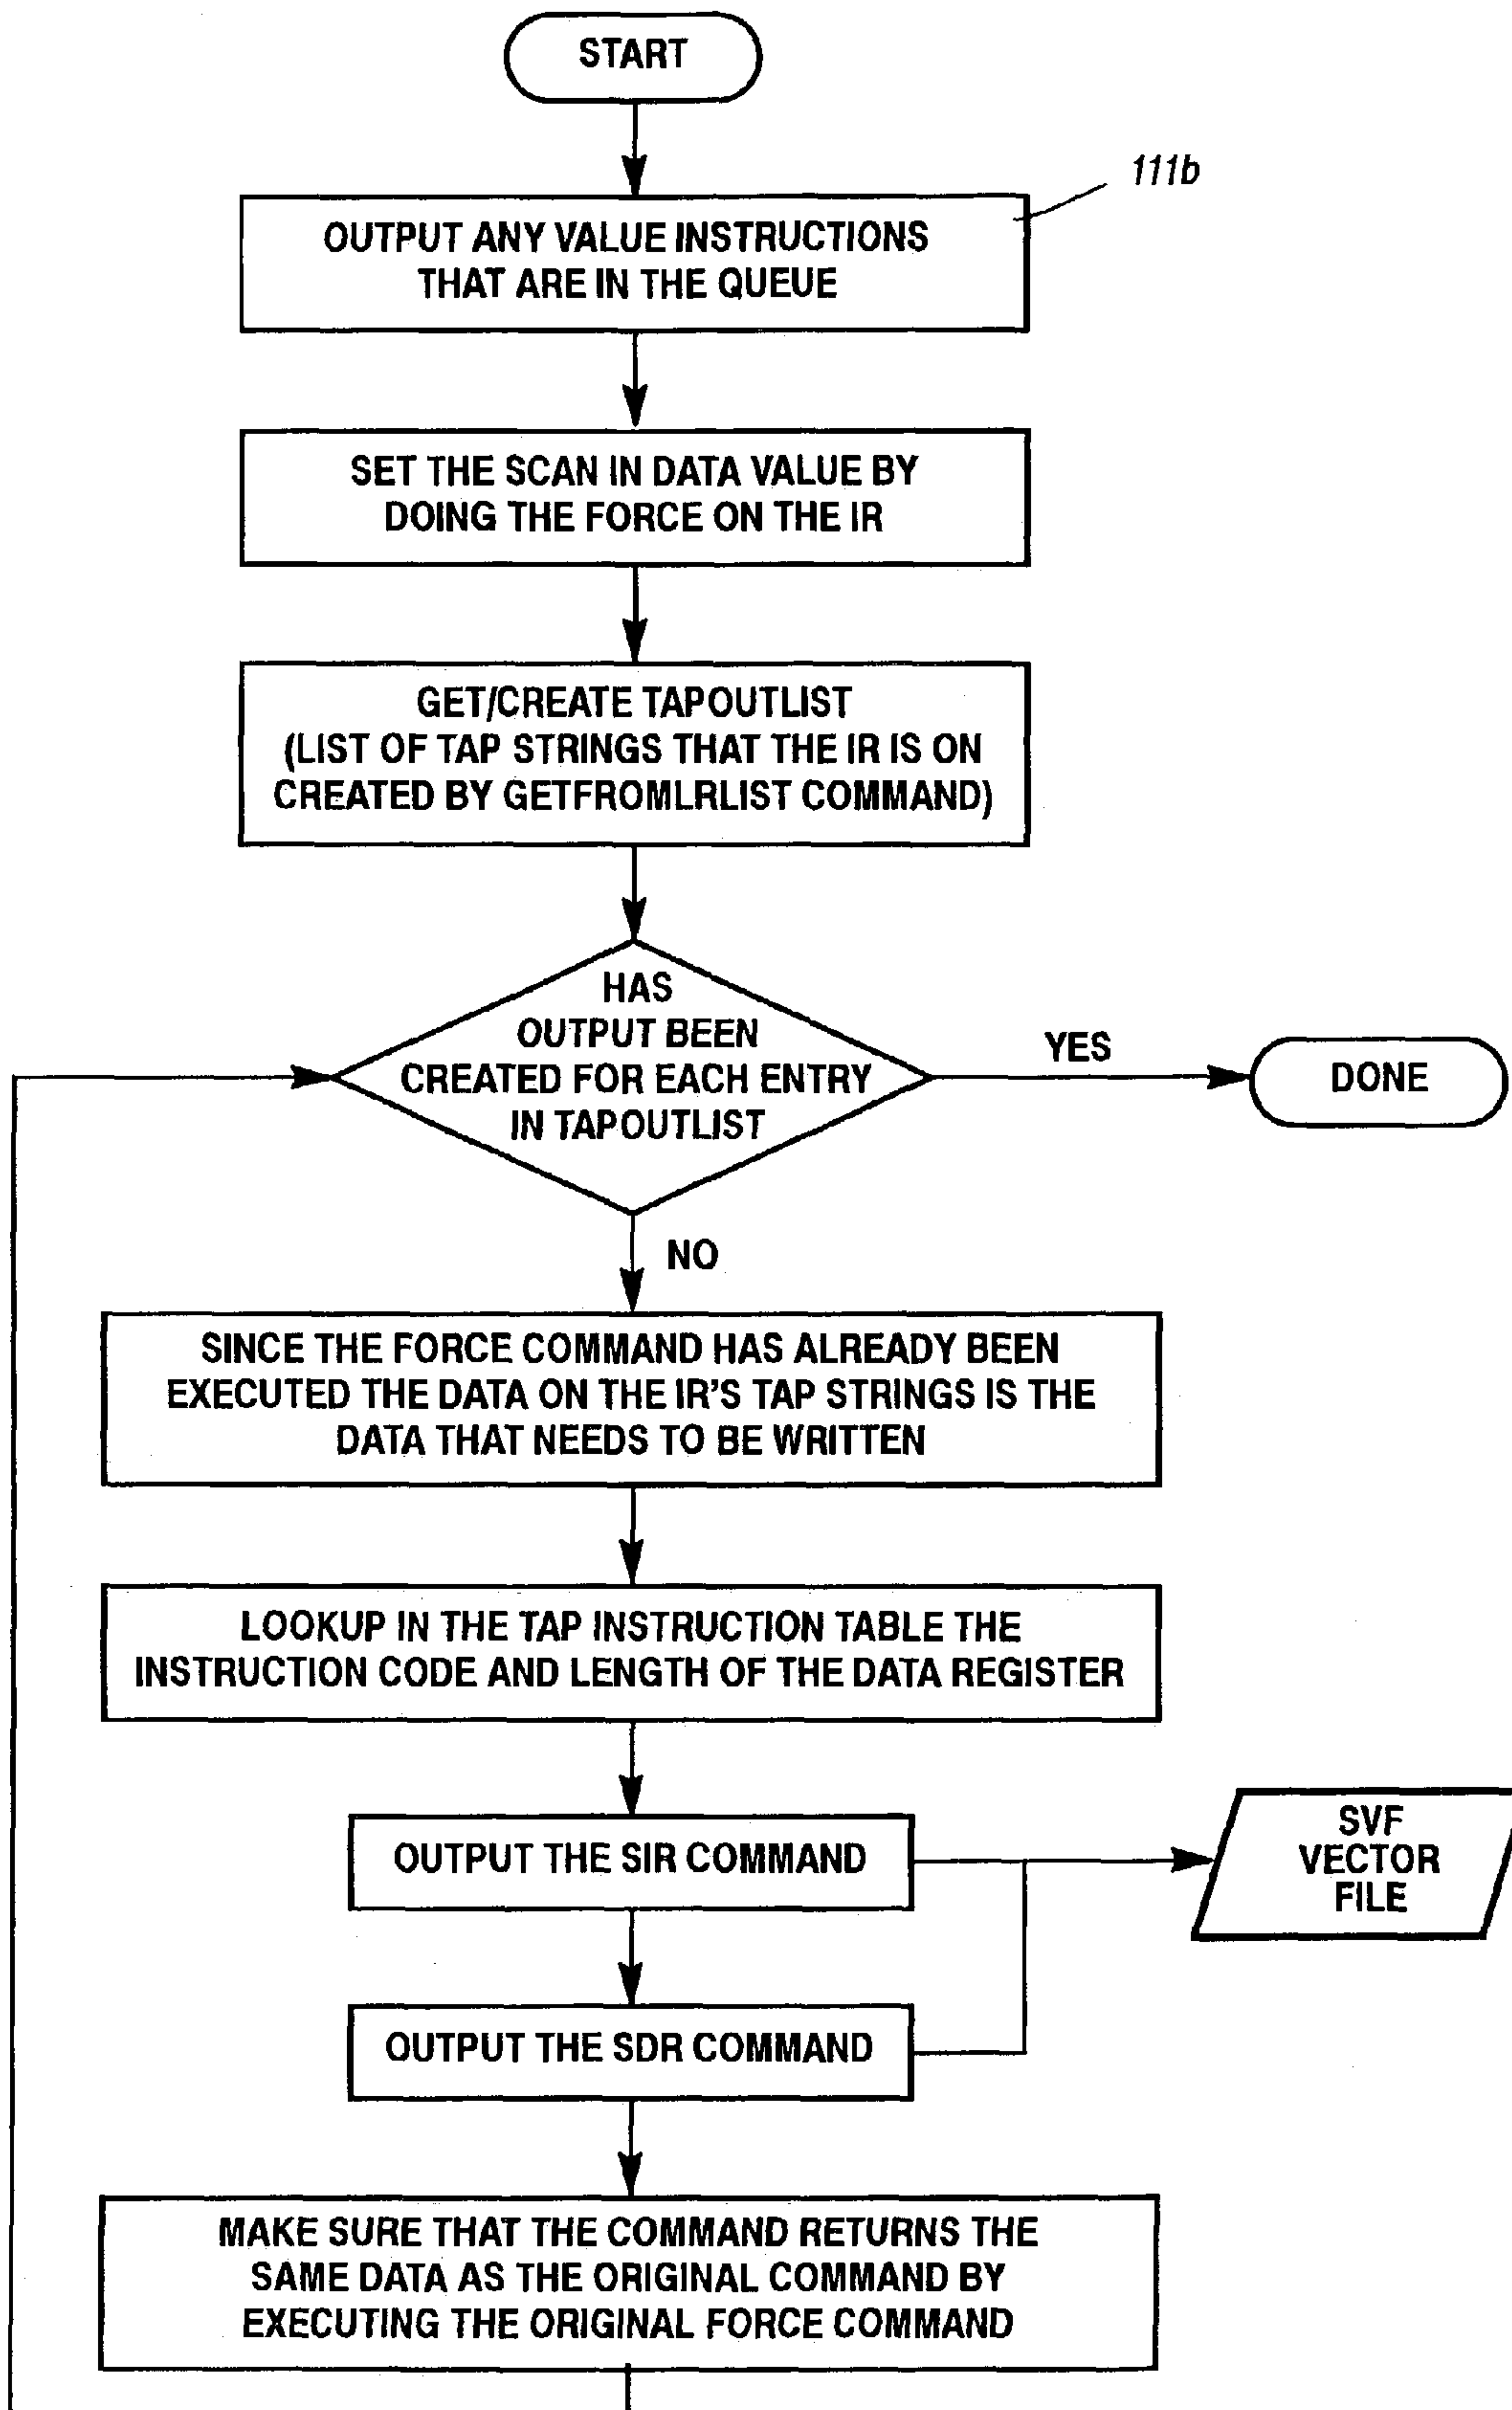 START
111b
OUTPUT ANY VALUE INSTRUCTIONS
THAT ARE IN THE QUEUE
SET THE SCAN IN DATA VALUE BY
DOING THE FORCE ON THE IR
GET/CREATE TAPOUTLIST
(LIST OF TAP STRINGS THAT THE IR IS ON
CREATED BY GETFROMLRLIST COMMAND)
HAS
OUTPUT BEEN
CREATED FOR EACH ENTRY
IN TAPOUTLIST
YES
DONE
NO
SINCE THE FORCE COMMAND HAS ALREADY BEEN
EXECUTED THE DATA ON THE IR'S TAP STRINGS IS THE
DATA THAT NEEDS TO BE WRITTEN
LOOKUP IN THE TAP INSTRUCTION TABLE THE
INSTRUCTION CODE AND LENGTH OF THE DATA REGISTER
OUTPUT THE SIR COMMAND
SVF
VECTOR
FILE
OUTPUT THE SDR COMMAND
MAKE SURE THAT THE COMMAND RETURNS THE
SAME DATA AS THE ORIGINAL COMMAND BY
EXECUTING THE ORIGINAL FORCE COMMAND